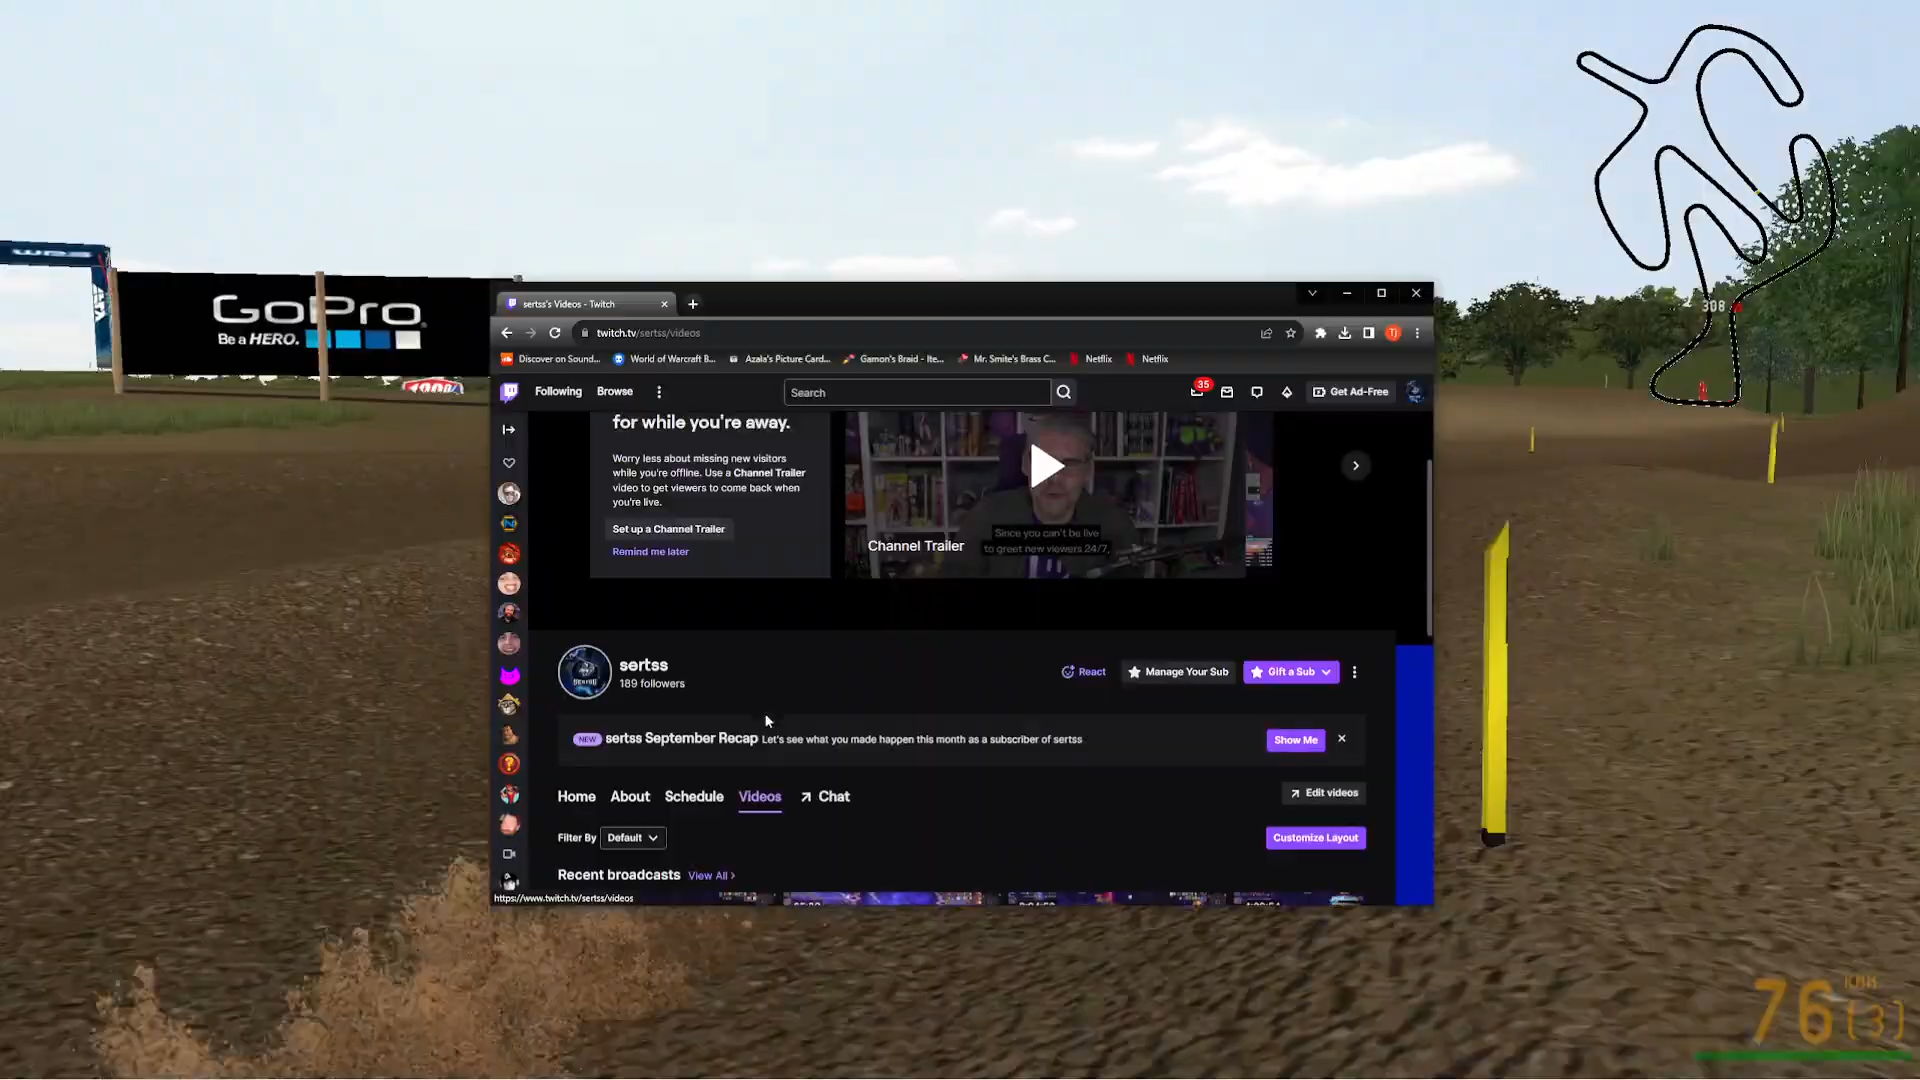 GoPro
Be a HERO.
308
sertss's Videos - Twitch
twitch.tv/sertss/videos
Discover on Sound... World of Warcraft B... Azala's Picture Card... Gamon's Braid - Ite... Mr. Smite's Brass C... Netflix Netflix
Following Browse Search 35 Get Ad-Free
for while you're away.
Worry less about missing new visitors
while you're offline. Use a Channel Trailer
video to get viewers to come back when
you're live.
Set up a Channel Trailer
Remind me later
Since you can't be live
to greet new viewers 24/7,
Channel Trailer
sertss
189 followers
React Manage Your Sub Gift a Sub
NEW sertss September Recap Let's see what you made happen this month as a subscriber of sertss Show Me
Home About Schedule Videos Chat Edit videos
Filter By Default Customize Layout
Recent broadcasts View All
https://www.twitch.tv/sertss/videos
76 (3)